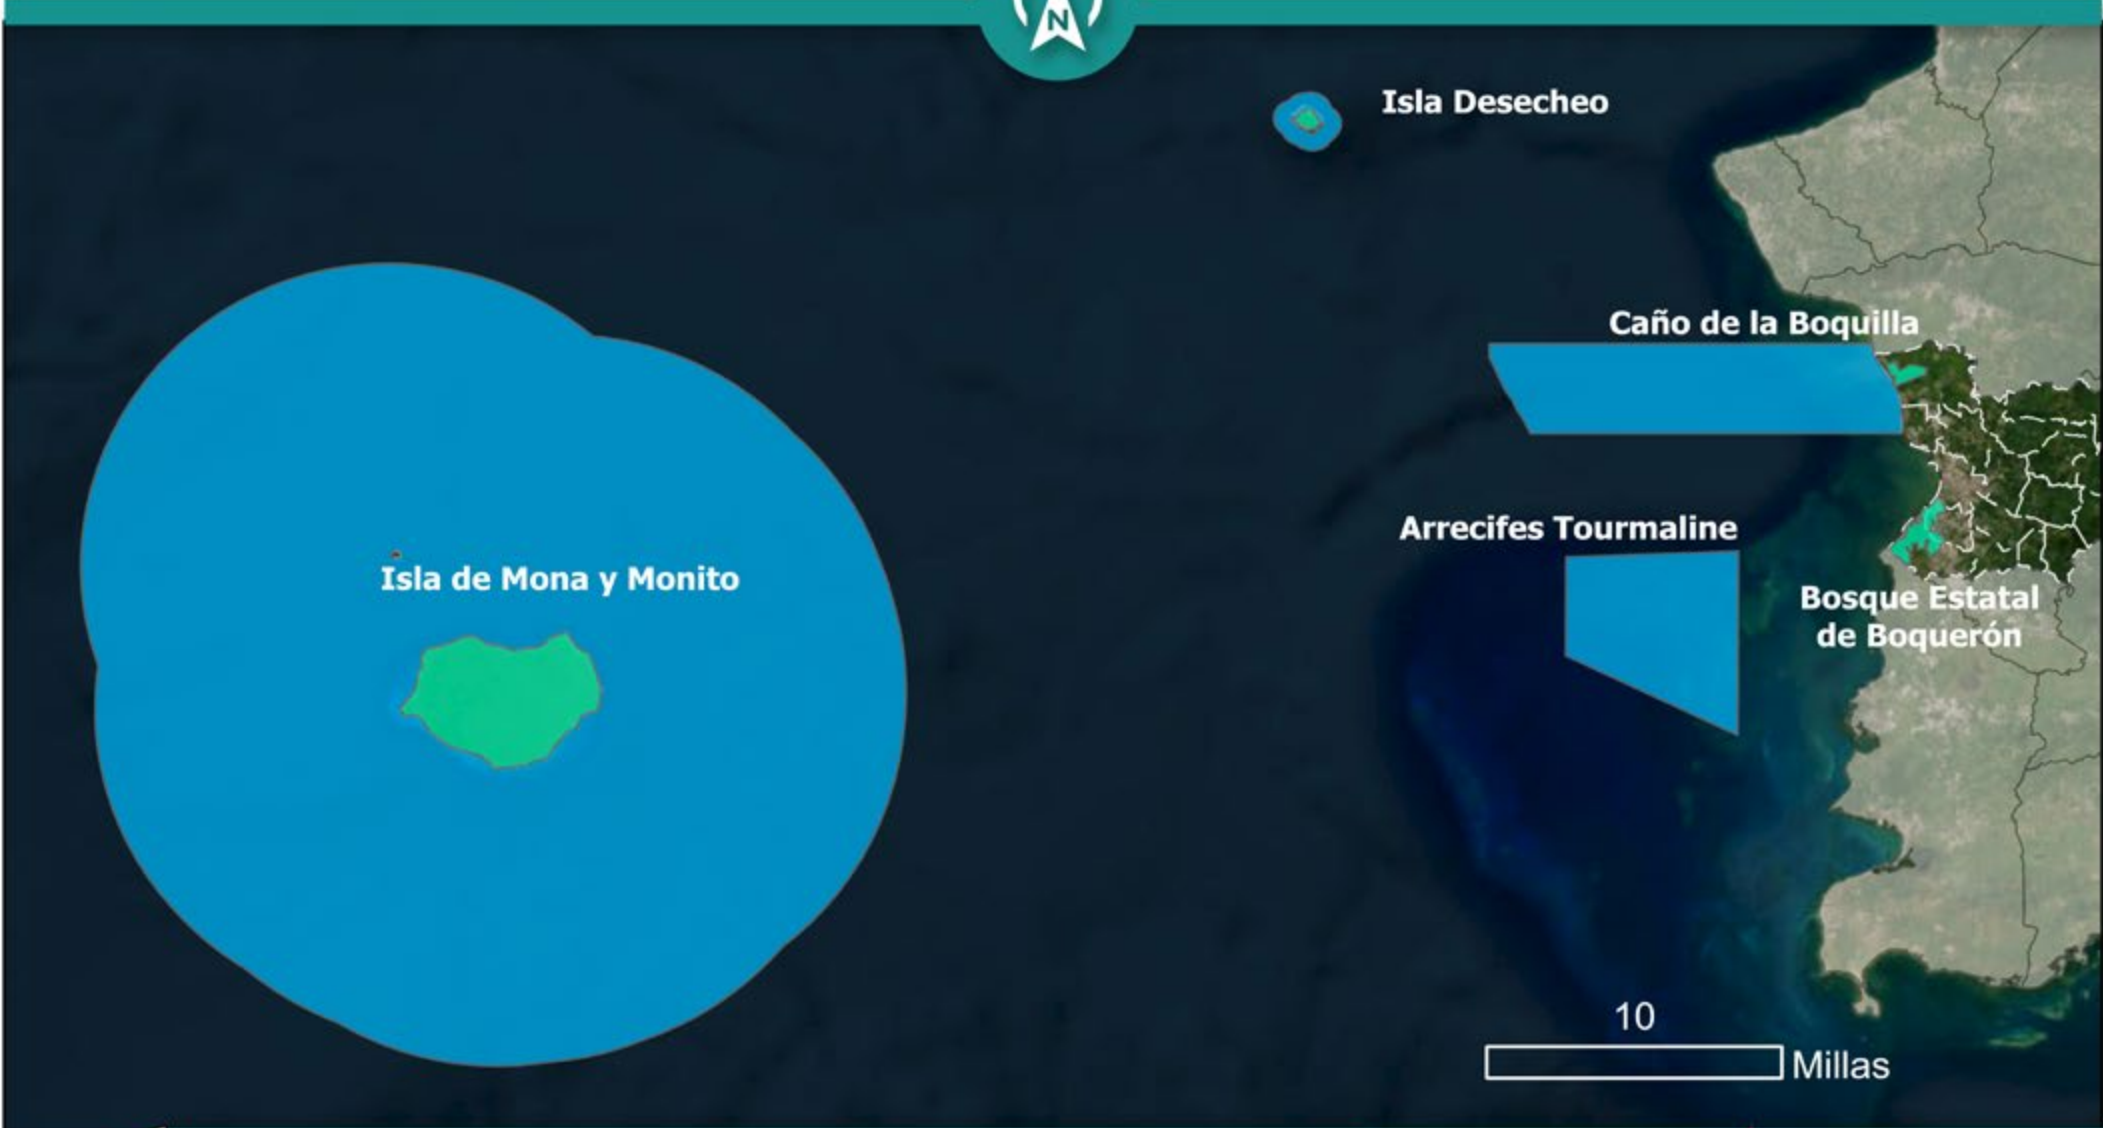 N
Isla Desecheo
Caño de la Boquilla
Arrecifes Tourmaline
Isla de Mona y Monito
Bosque Estatal
de Boquerón
10
Millas